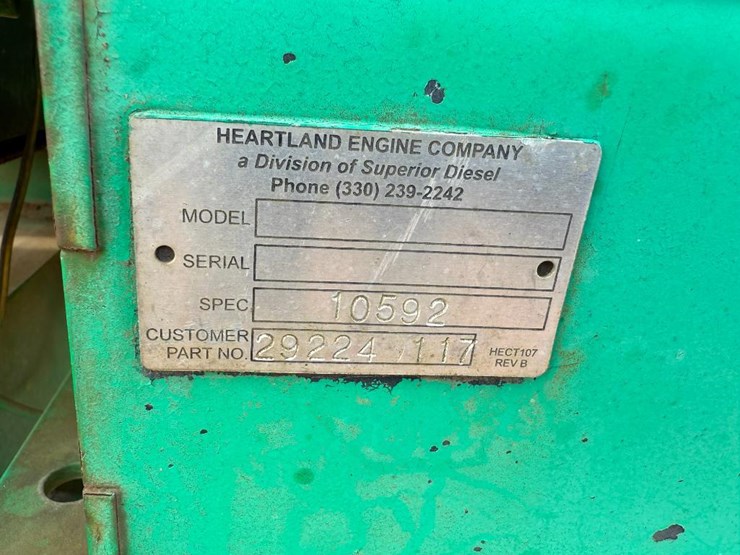 HEARTLAND ENGINE COMPANY
a Division of Superior Diesel
Phone (330) 239-2242
MODEL
SERIAL
SPEC 10592
CUSTOMER
PART NO. 29224 117
HECT107
REV B